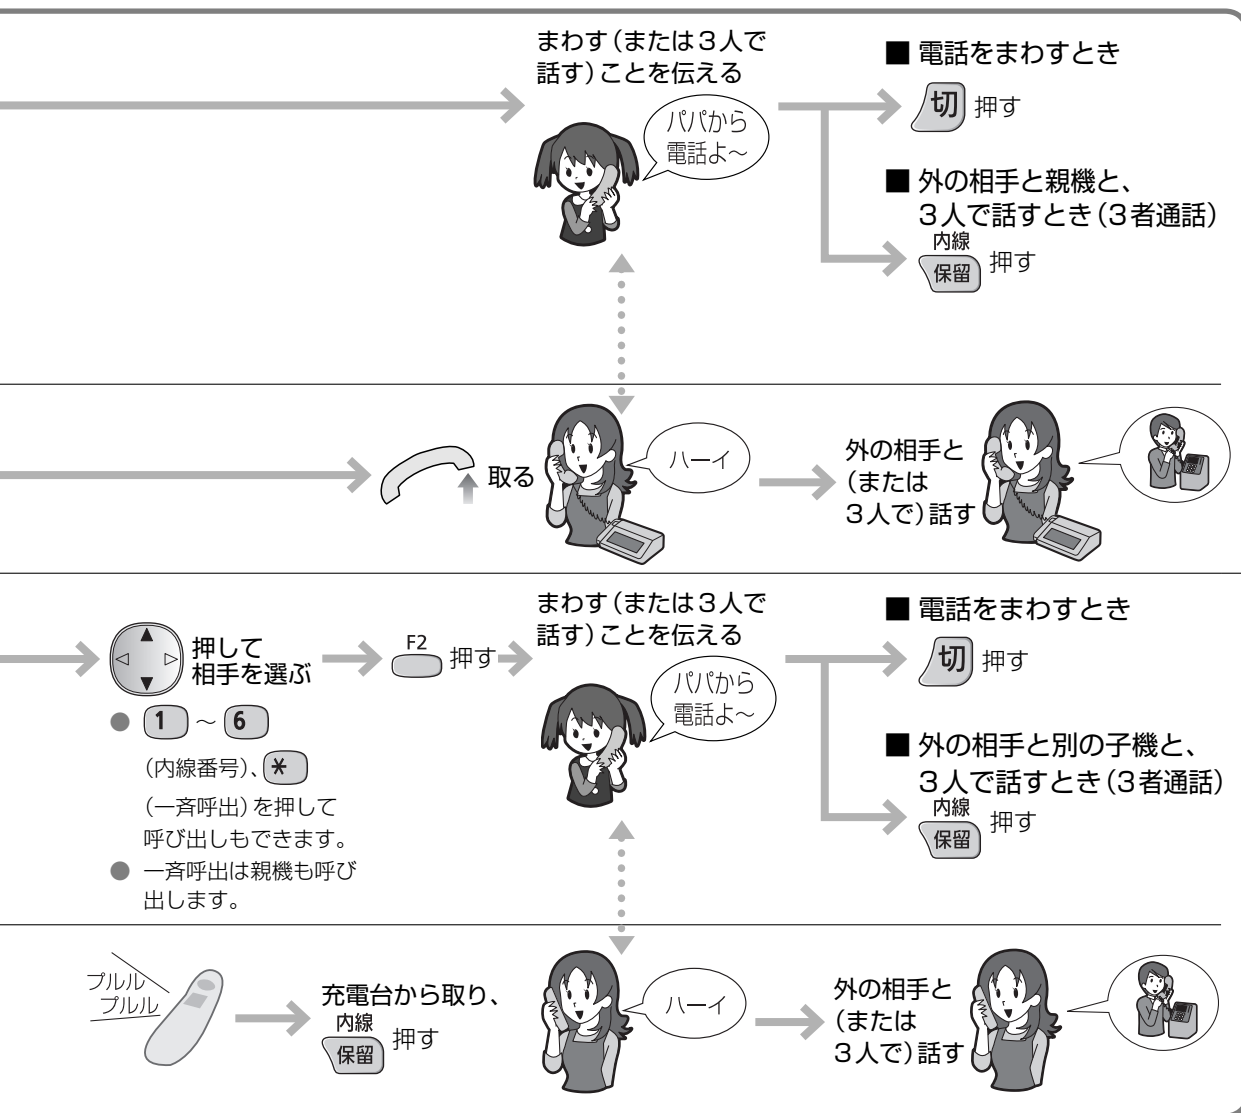 まわす(または3人で
話す)ことを伝える
パパから
電話よ〜
■ 電話をまわすとき
切 押す
■ 外の相手と親機と、
3人で話すとき(3者通話)
内線
保留 押す
取る
ハーイ
外の相手と
(または
3人で)話す
押して
相手を選ぶ
● 1 〜 6
(内線番号)、*
(一斉呼出)を押して
呼び出しもできます。
● 一斉呼出は親機も呼び
出します。
F2
押す
まわす(または3人で
話す)ことを伝える
パパから
電話よ〜
■ 電話をまわすとき
切 押す
■ 外の相手と別の子機と、
3人で話すとき(3者通話)
内線
保留 押す
プルル
プルル
充電台から取り、
内線
保留 押す
ハーイ
外の相手と
(または
3人で)話す